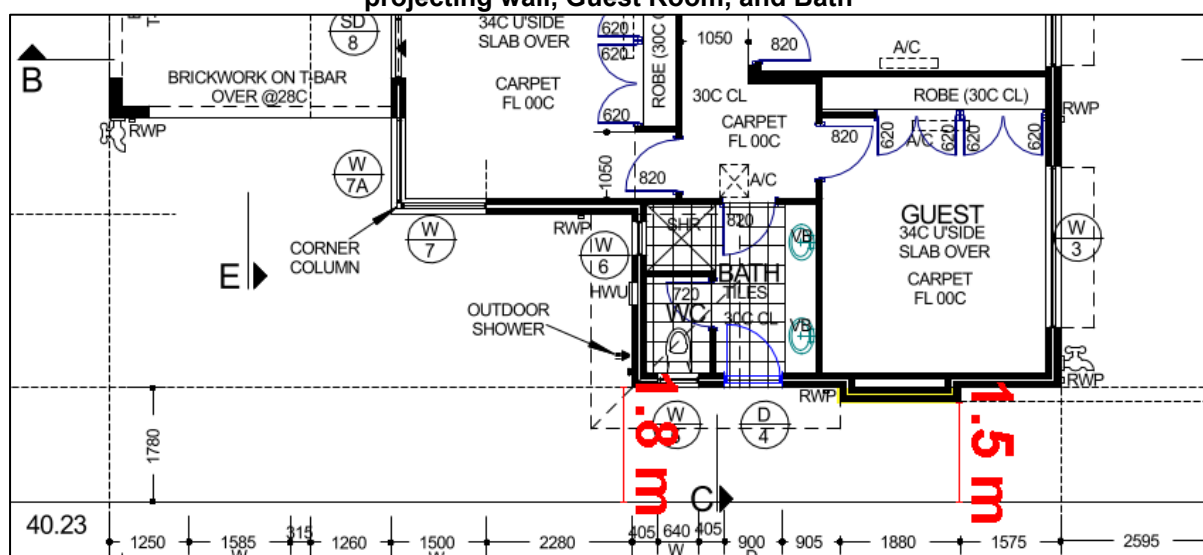 projecting wall, Guest Room, and Bath
SD
8
34C U'SIDE
SLAB OVER
620
620
620
ROBE (30C
1050
820
A/C
B
BRICKWORK ON T-BAR
OVER @28C
CARPET
FL 00C
30C CL
CARPET
FL 00C
ROBE (30C CL)
RWP
RWP
820
620
620
620
620
A/C
W
7A
1050
820
A/C
CORNER
COLUMN
W
7
RWP
W
6
SHR
820
VB
GUEST
34C U'SIDE
SLAB OVER
CARPET
FL 00C
W
3
E
HWU
BATH
TILES
720
WC
30C CL
VB
OUTDOOR
SHOWER
RWP
RWP
1.8 m
1.5 m
W
D
4
1780
C
40.23
1250
1585
315
1260
1500
2280
405
640
405
900
905
1880
1575
2595
W
W
W
D